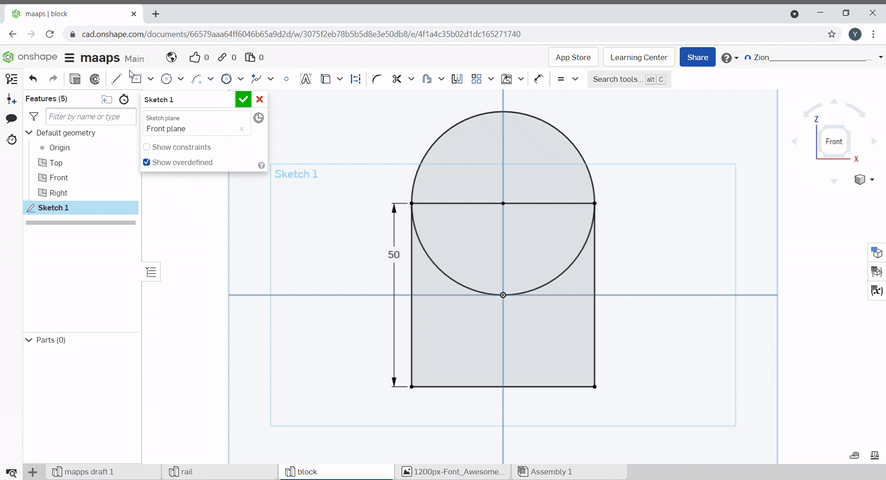 maaps | block
cad.onshape.com/documents/66579aaa64ff6046b65a9d2d/w/3075f2eb78b5b5d8e3e50db4/e/4f1a4c35b02d1dc165271740
Y
onshape
maaps Main
0
0
0
App Store
Learning Center
Share
Zion
Search tools... alt C
Features (5)
Filter by name or type
Default geometry
Origin
Top
Front
Right
Sketch 1
Parts (0)
Sketch 1
Sketch plane
Front plane
Show constraints
Show overdefined
Sketch 1
50
Z
Front
X
mapps draft 1
rail
block
1200px-Font_Awesome...
Assembly 1